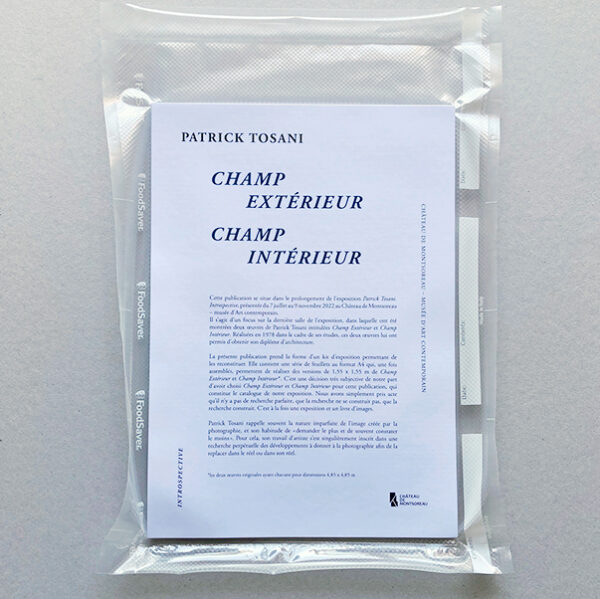 PATRICK TOSANI
CHAMP
EXTÉRIEUR
CHAMP
INTÉRIEUR
Cette publication se situe dans le prolongement de l'exposition Patrick Tosani.
Introspective, présentée du 7 juillet au 9 novembre 2022 au Château de Montsoreau
– musée d'Art contemporain.
Il s'agit d'un focus sur la dernière salle de l'exposition, dans laquelle ont été
montrées deux œuvres de Patrick Tosani intitulées Champ Extérieur et Champ
Intérieur. Réalisées en 1978 dans le cadre de ses études, ces deux œuvres lui ont
permis d'obtenir son diplôme d'architecture.
La présente publication prend la forme d'un kit d'exposition permettant de
les reconstituer. Elle contient une série de feuillets au format A4 qui, une fois
assemblés, permettent de réaliser des versions de 1,55 x 1,55 m de Champ
Extérieur et Champ Intérieur*. C'est une décision très subjective de notre part
d'avoir choisi Champ Extérieur et Champ Intérieur pour cette publication, qui
constitue le catalogue de notre exposition. Nous avons simplement pris acte
qu'il n'y a pas de recherche parfaite, que la recherche ne se construit pas, que la
recherche construit. C'est à la fois une exposition et un livre d'images.
Patrick Tosani rappelle souvent la nature imparfaite de l'image créée par la
photographie, et son habitude de «demander le plus et de souvent constater
le moins». Pour cela, son travail d'artiste s'est singulièrement inscrit dans une
recherche perpétuelle des développements à donner à la photographie afin de la
replacer dans le réel ou dans son réel.
*les deux œuvres originales ayant chacune pour dimensions 4,85 x 4,85 m
CHÂTEAU DE MONTSOREAU – MUSÉE D'ART CONTEMPORAIN
INTROSPECTIVE
CHÂTEAU
DE
MONTSOREAU
FoodSaver
FoodSaver
FoodSaver
Date:
Contents:
Date: